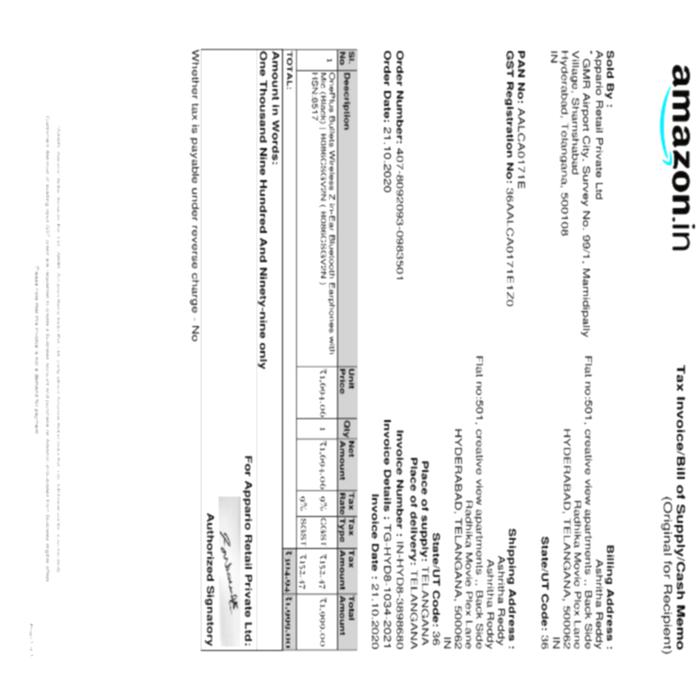 amazon.in
Tax Invoice/Bill of Supply/Cash Memo
(Original for Recipient)
Sold By :
Appario Retail Private Ltd
* GMR Airport City, Survey No. 99/1, Mamidipally
Village, Shamshabad
Hyderabad, Telangana, 500108
IN
PAN No: AALCA0171E
GST Registration No: 36AALCA0171E1Z0
Order Number: 407-8092093-0983501
Order Date: 21.10.2020
Billing Address :
Ashritha Reddy
Ashritha Reddy
Flat no:501, creative view apartments .. Back Side
Radhika Movie Plex Lane
HYDERABAD, TELANGANA, 500062
IN
State/UT Code: 36
Shipping Address :
Ashritha Reddy
Ashritha Reddy
Flat no:501, creative view apartments .. Back Side
Radhika Movie Plex Lane
HYDERABAD, TELANGANA, 500062
IN
State/UT Code: 36
Place of supply: TELANGANA
Place of delivery: TELANGANA
Invoice Number : IN-HYD8-3898680
Invoice Details : TG-HYD8-1034-2021
Invoice Date : 21.10.2020
Sl. No Description Unit Price Qty Net Amount Tax Rate Tax Type Tax Amount Total Amount
1 OnePlus Bullets Wireless Z in-Ear Bluetooth Earphones with
Mic (Black) | B086CSGV2N ( B086CSGV2N )
HSN:8517
₹1,694.06 1 ₹1,694.06 9% CGST ₹152.47 ₹1,999.00
9% SGST ₹152.47
TOTAL: ₹304.94 ₹1,999.00
Amount in Words:
One Thousand Nine Hundred And Ninety-nine only
For Appario Retail Private Ltd:
Authorized Signatory
Whether tax is payable under reverse charge - No
Please note that this invoice is not a demand for payment